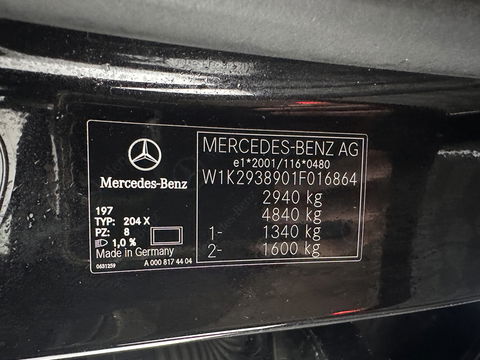 Mercedes-Benz
197
TYP: 204 X
PZ: 8
1,0 %
Made in Germany
0631259
A 000 817 44 04
MERCEDES-BENZ AG
e1*2001/116*0480
W1K2938901F016864
2940 kg
4840 kg
1- 1340 kg
2- 1600 kg